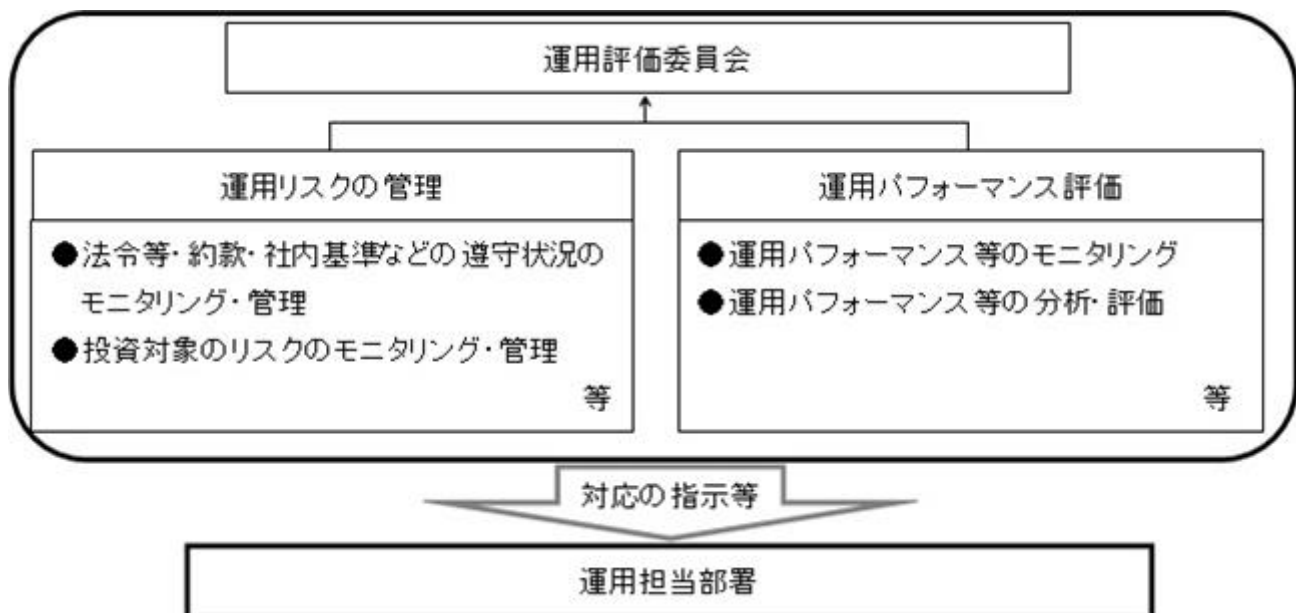 運用評価委員会
運用リスクの管理
●法令等・約款・社内基準などの遵守状況の
モニタリング・管理
●投資対象のリスクのモニタリング・管理
等
運用パフォーマンス評価
●運用パフォーマンス等のモニタリング
●運用パフォーマンス等の分析・評価
等
対応の指示等
運用担当部署